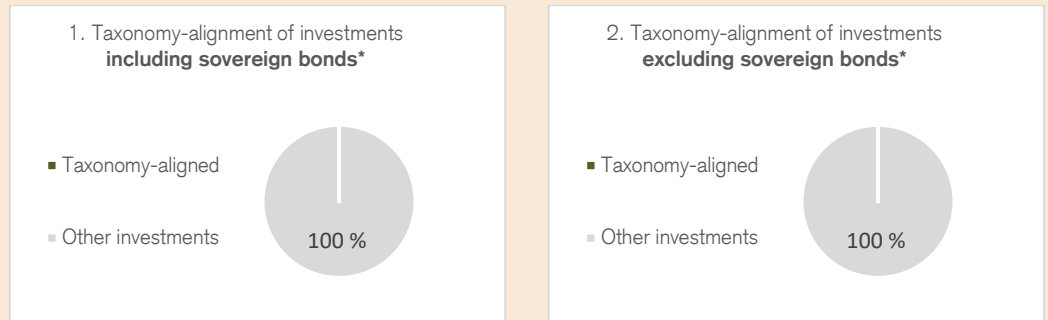 1. Taxonomy-alignment of investments
including sovereign bonds*
Taxonomy-aligned
Other investments
100 %
2. Taxonomy-alignment of investments
excluding sovereign bonds*
Taxonomy-aligned
Other investments
100 %